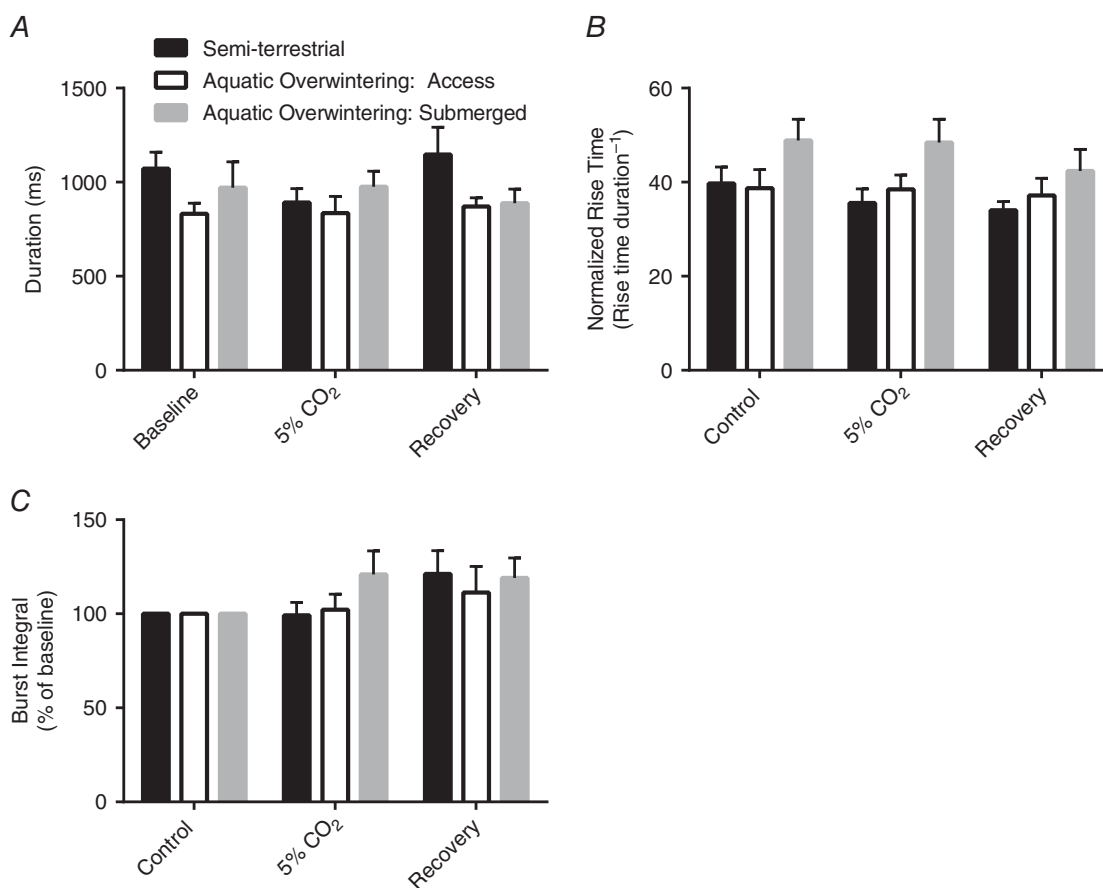 A
Semi-terrestrial
Aquatic Overwintering: Access
Aquatic Overwintering: Submerged
1500
1000
500
0
Duration (ms)
Baseline
5% CO₂
Recovery
B
60
40
20
0
Normalized Rise Time
(Rise time duration⁻¹)
Control
5% CO₂
Recovery
C
150
100
50
0
Burst Integral
(% of baseline)
Control
5% CO₂
Recovery